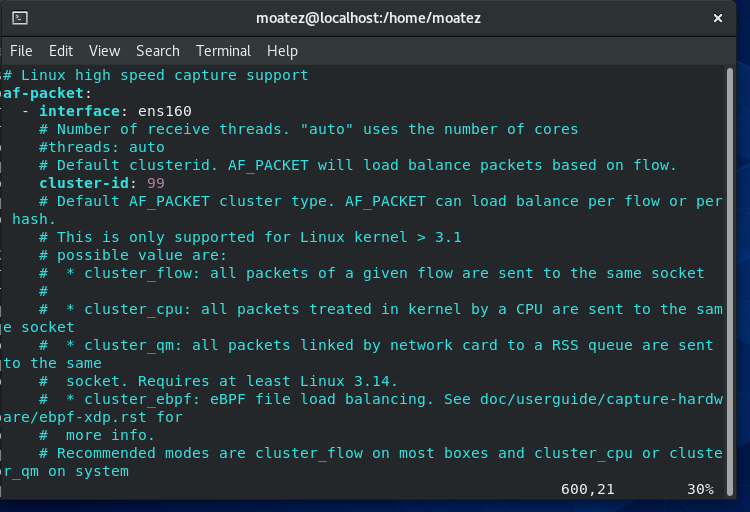 moatez@localhost:/home/moatez
File Edit View Search Terminal Help
# Linux high speed capture support
af-packet:
- interface: ens160
# Number of receive threads. "auto" uses the number of cores
#threads: auto
# Default clusterid. AF_PACKET will load balance packets based on flow.
cluster-id: 99
# Default AF_PACKET cluster type. AF_PACKET can load balance per flow or per
hash.
# This is only supported for Linux kernel > 3.1
# possible value are:
# * cluster_flow: all packets of a given flow are sent to the same socket
#
# * cluster_cpu: all packets treated in kernel by a CPU are sent to the sam
e socket
# * cluster_qm: all packets linked by network card to a RSS queue are sent
to the same
# socket. Requires at least Linux 3.14.
# * cluster_ebpf: eBPF file load balancing. See doc/userguide/capture-hardw
are/ebpf-xdp.rst for
# more info.
# Recommended modes are cluster_flow on most boxes and cluster_cpu or cluste
r_qm on system
600,21 30%